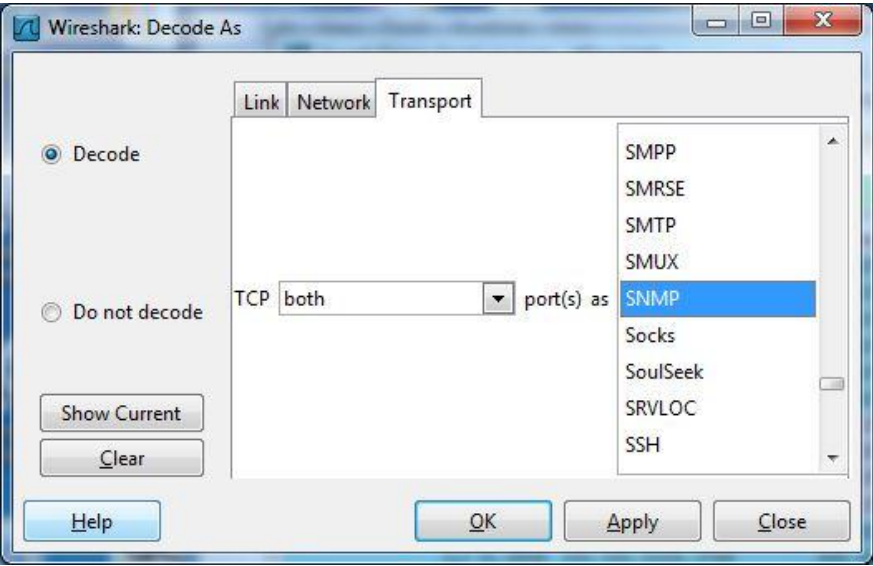 Wireshark: Decode As
Link Network Transport
Decode
Do not decode
Show Current
Clear
TCP both port(s) as
SMPP
SMRSE
SMTP
SMUX
SNMP
Socks
SoulSeek
SRVLOC
SSH
Help OK Apply Close